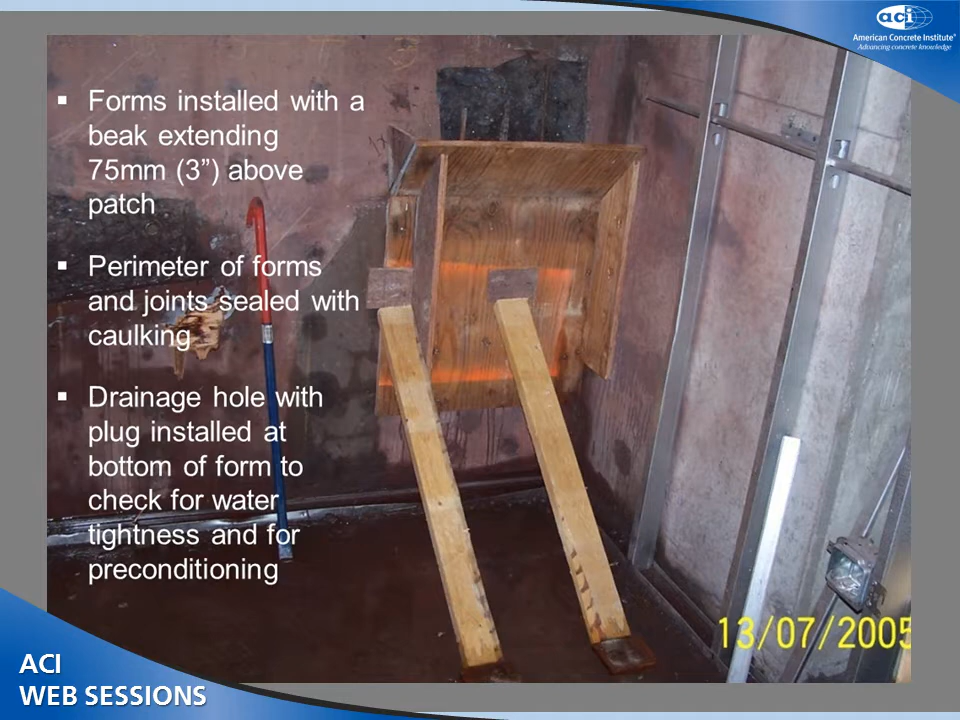 aci
American Concrete Institute®
Advancing concrete knowledge
▪ Forms installed with a
beak extending
75mm (3”) above
patch
▪ Perimeter of forms
and joints sealed with
caulking
▪ Drainage hole with
plug installed at
bottom of form to
check for water
tightness and for
preconditioning
13/07/2005
ACI
WEB SESSIONS